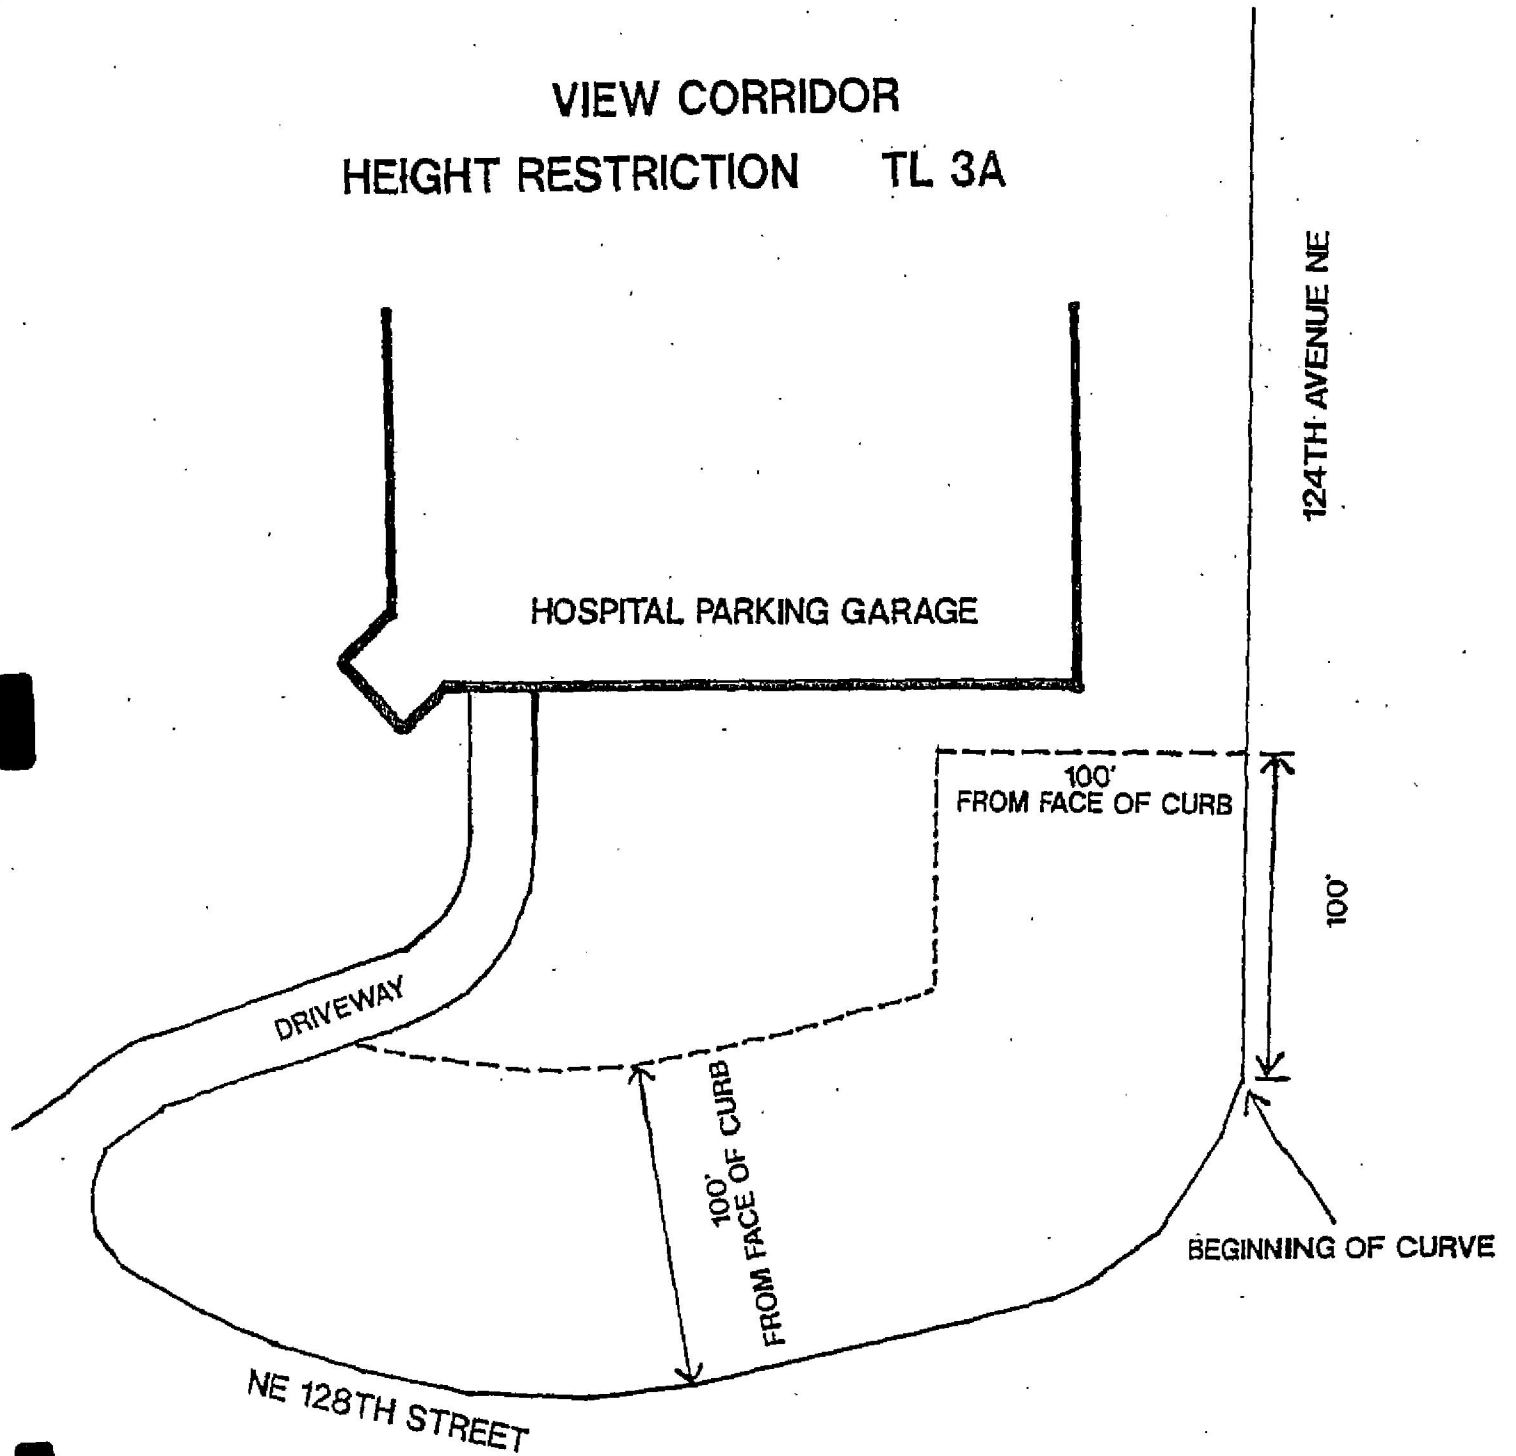 VIEW CORRIDOR
HEIGHT RESTRICTION TL 3A
124TH AVENUE NE
HOSPITAL PARKING GARAGE
100'
FROM FACE OF CURB
100'
DRIVEWAY
100'
FROM FACE OF CURB
BEGINNING OF CURVE
NE 128TH STREET